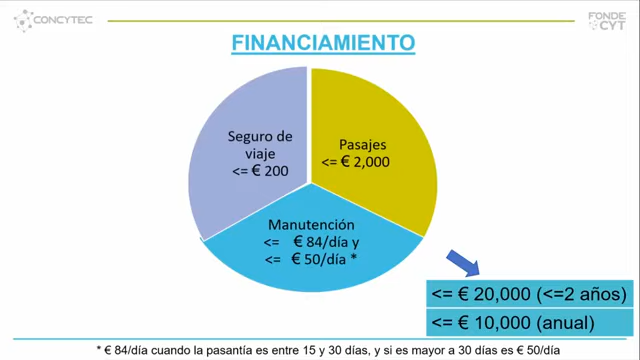 CONCYTEC
FONDE
CYT
FINANCIAMIENTO
Seguro de
viaje
<= € 200
Pasajes
<= € 2,000
Manutención
<= € 84/día y
<= € 50/día *
<= € 20,000 (<=2 años)
<= € 10,000 (anual)
* € 84/día cuando la pasantía es entre 15 y 30 días, y si es mayor a 30 días es € 50/día